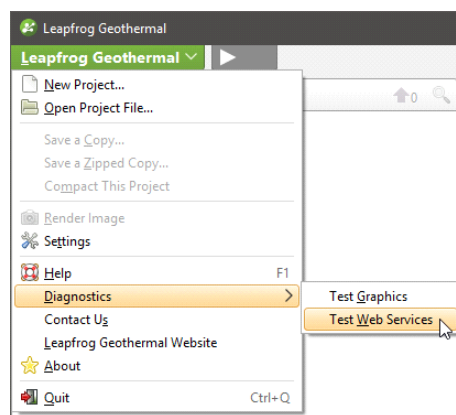 Leapfrog Geothermal
Leapfrog Geothermal
0
New Project...
Open Project File...
Save a Copy...
Save a Zipped Copy...
Compact This Project
Render Image
Settings
Help F1
Diagnostics
Test Graphics
Test Web Services
Contact Us
Leapfrog Geothermal Website
About
Quit Ctrl+Q